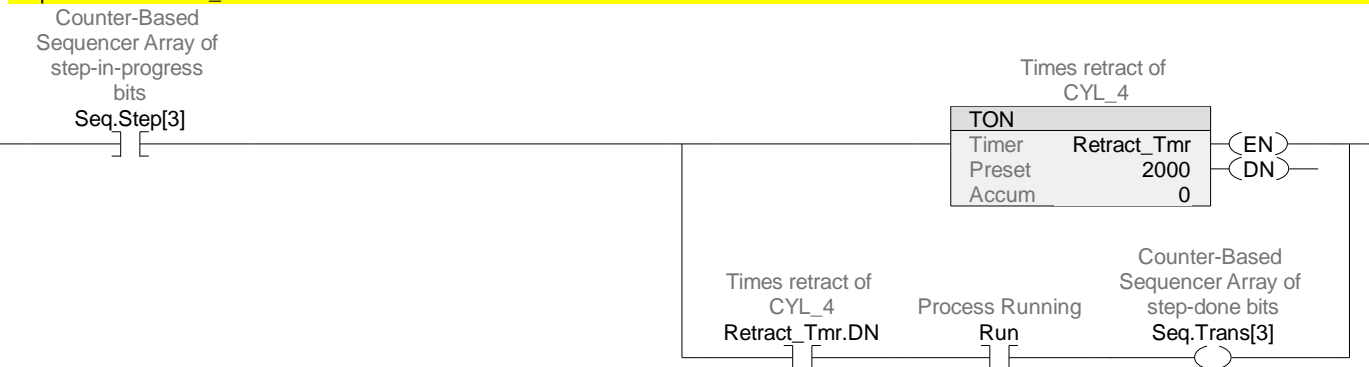 Counter-Based
Sequencer Array of
step-in-progress
bits
Seq.Step[3]
Times retract of
CYL_4
TON
Timer Retract_Tmr
Preset 2000
Accum 0
EN
DN
Times retract of
CYL_4
Retract_Tmr.DN
Process Running
Run
Counter-Based
Sequencer Array of
step-done bits
Seq.Trans[3]